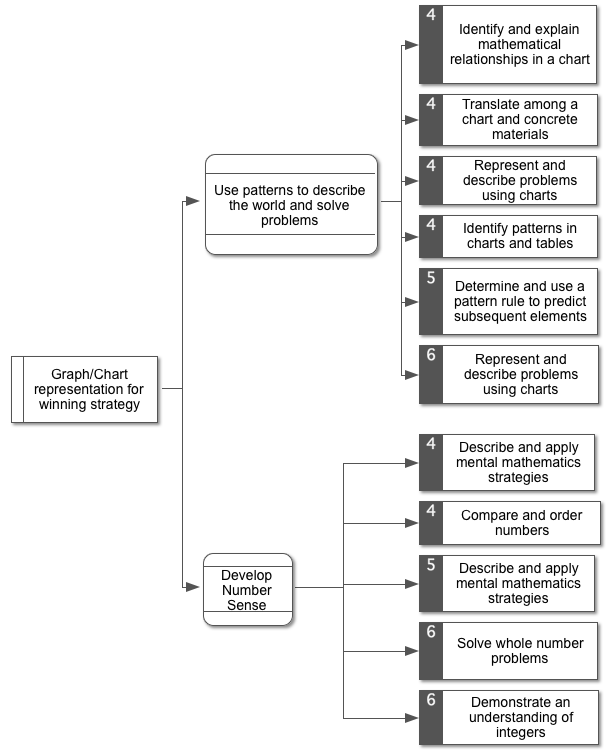 4
Identify and explain
mathematical
relationships in a chart
4
Translate among a
chart and concrete
materials
4
Represent and
describe problems
using charts
Use patterns to describe
the world and solve
problems
4
Identify patterns in
charts and tables
5
Determine and use a
pattern rule to predict
subsequent elements
6
Represent and
describe problems
using charts
Graph/Chart
representation for
winning strategy
4
Describe and apply
mental mathematics
strategies
4
Compare and order
numbers
Develop
Number
Sense
5
Describe and apply
mental mathematics
strategies
6
Solve whole number
problems
6
Demonstrate an
understanding of
integers